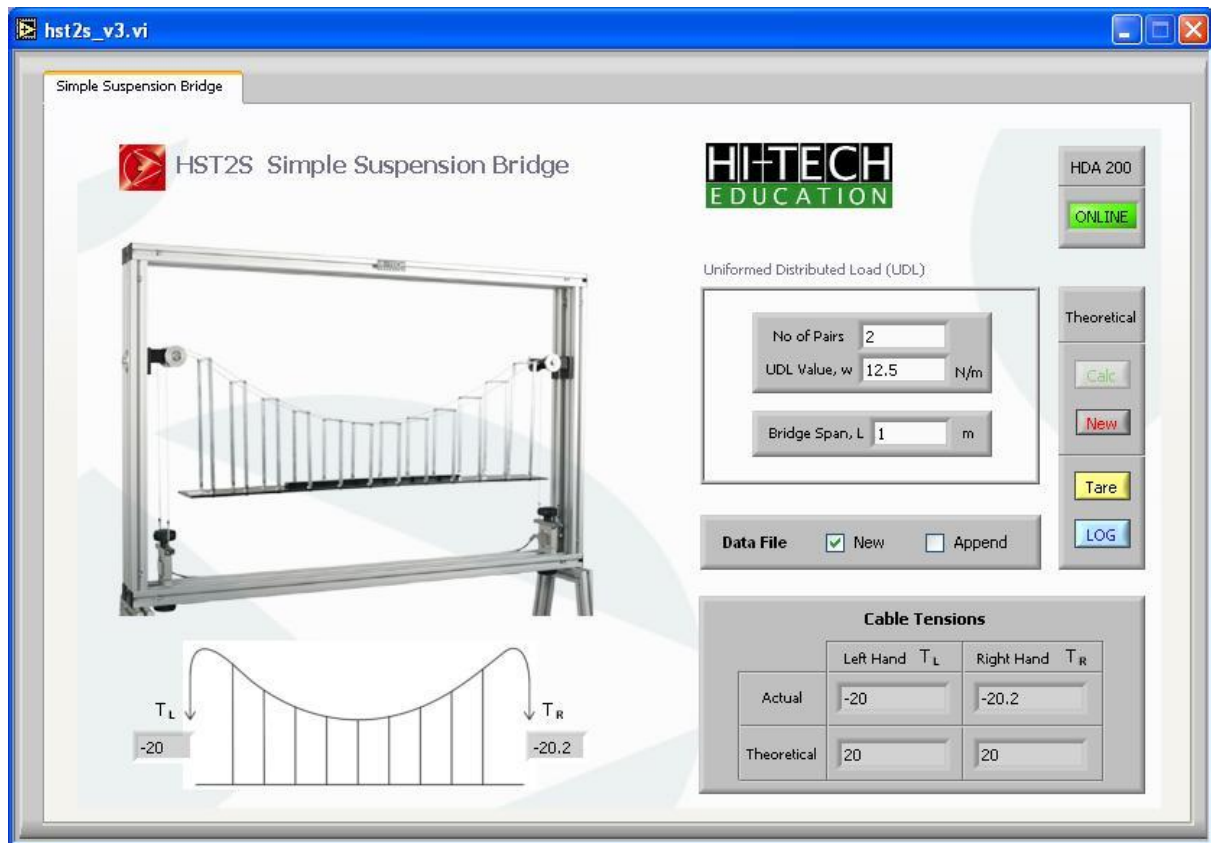 hst2s_v3.vi
Simple Suspension Bridge
HST2S Simple Suspension Bridge
HI-TECH
EDUCATION
HDA 200
ONLINE
Uniformed Distributed Load (UDL)
No of Pairs 2
UDL Value, w 12.5 N/m
Bridge Span, L 1 m
Theoretical
Calc
New
Tare
LOG
Data File New Append
Cable Tensions
Left Hand TL Right Hand TR
Actual -20 -20.2
Theoretical 20 20
TL TR
-20 -20.2